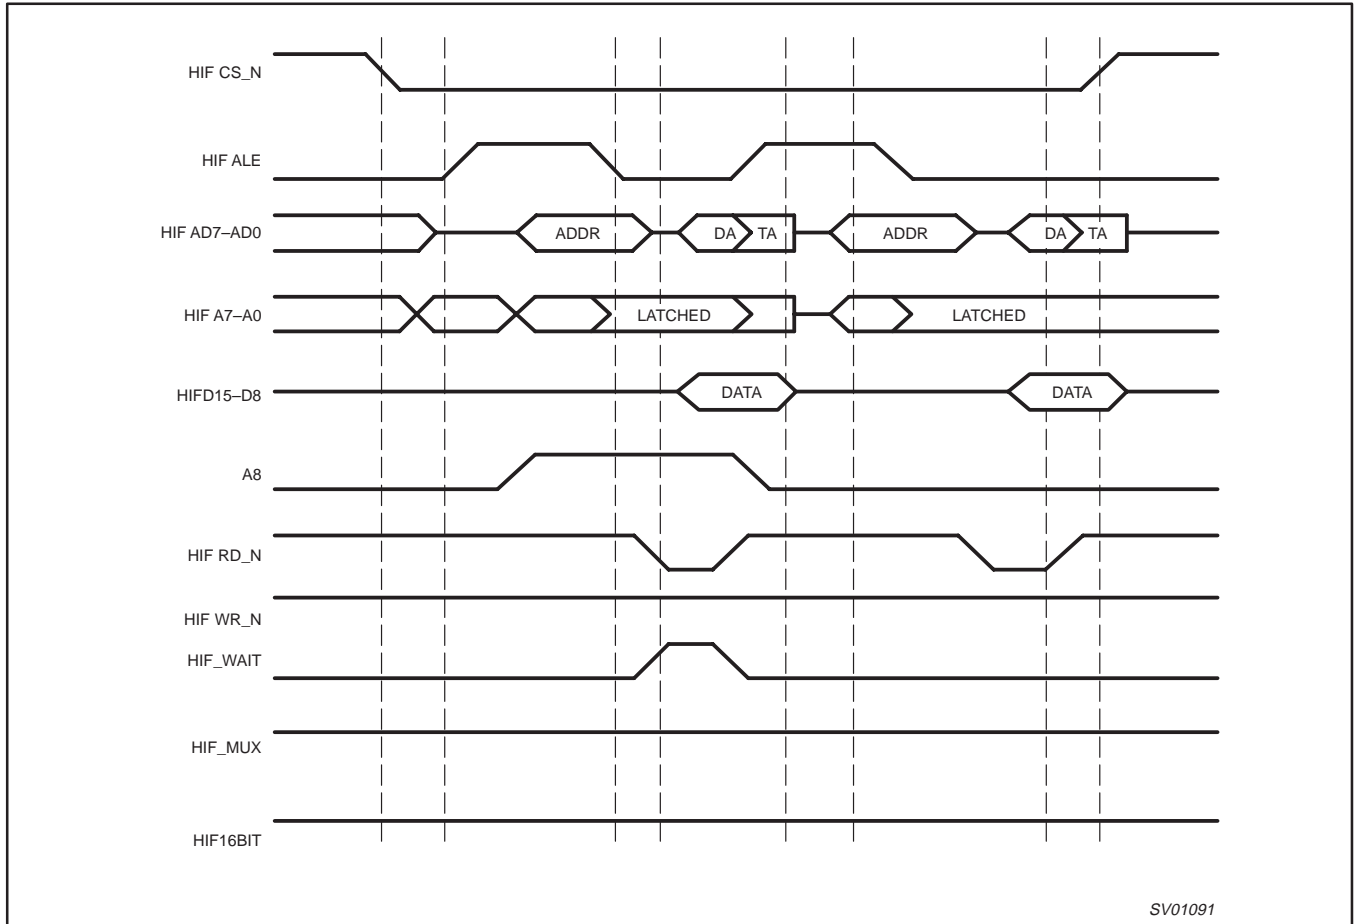 HIF CS_N
HIF ALE
HIF AD7–AD0 ADDR DA TA ADDR DA TA
HIF A7–A0 LATCHED LATCHED
HIFD15–D8 DATA DATA
A8
HIF RD_N
HIF WR_N
HIF_WAIT
HIF_MUX
HIF16BIT
SV01091